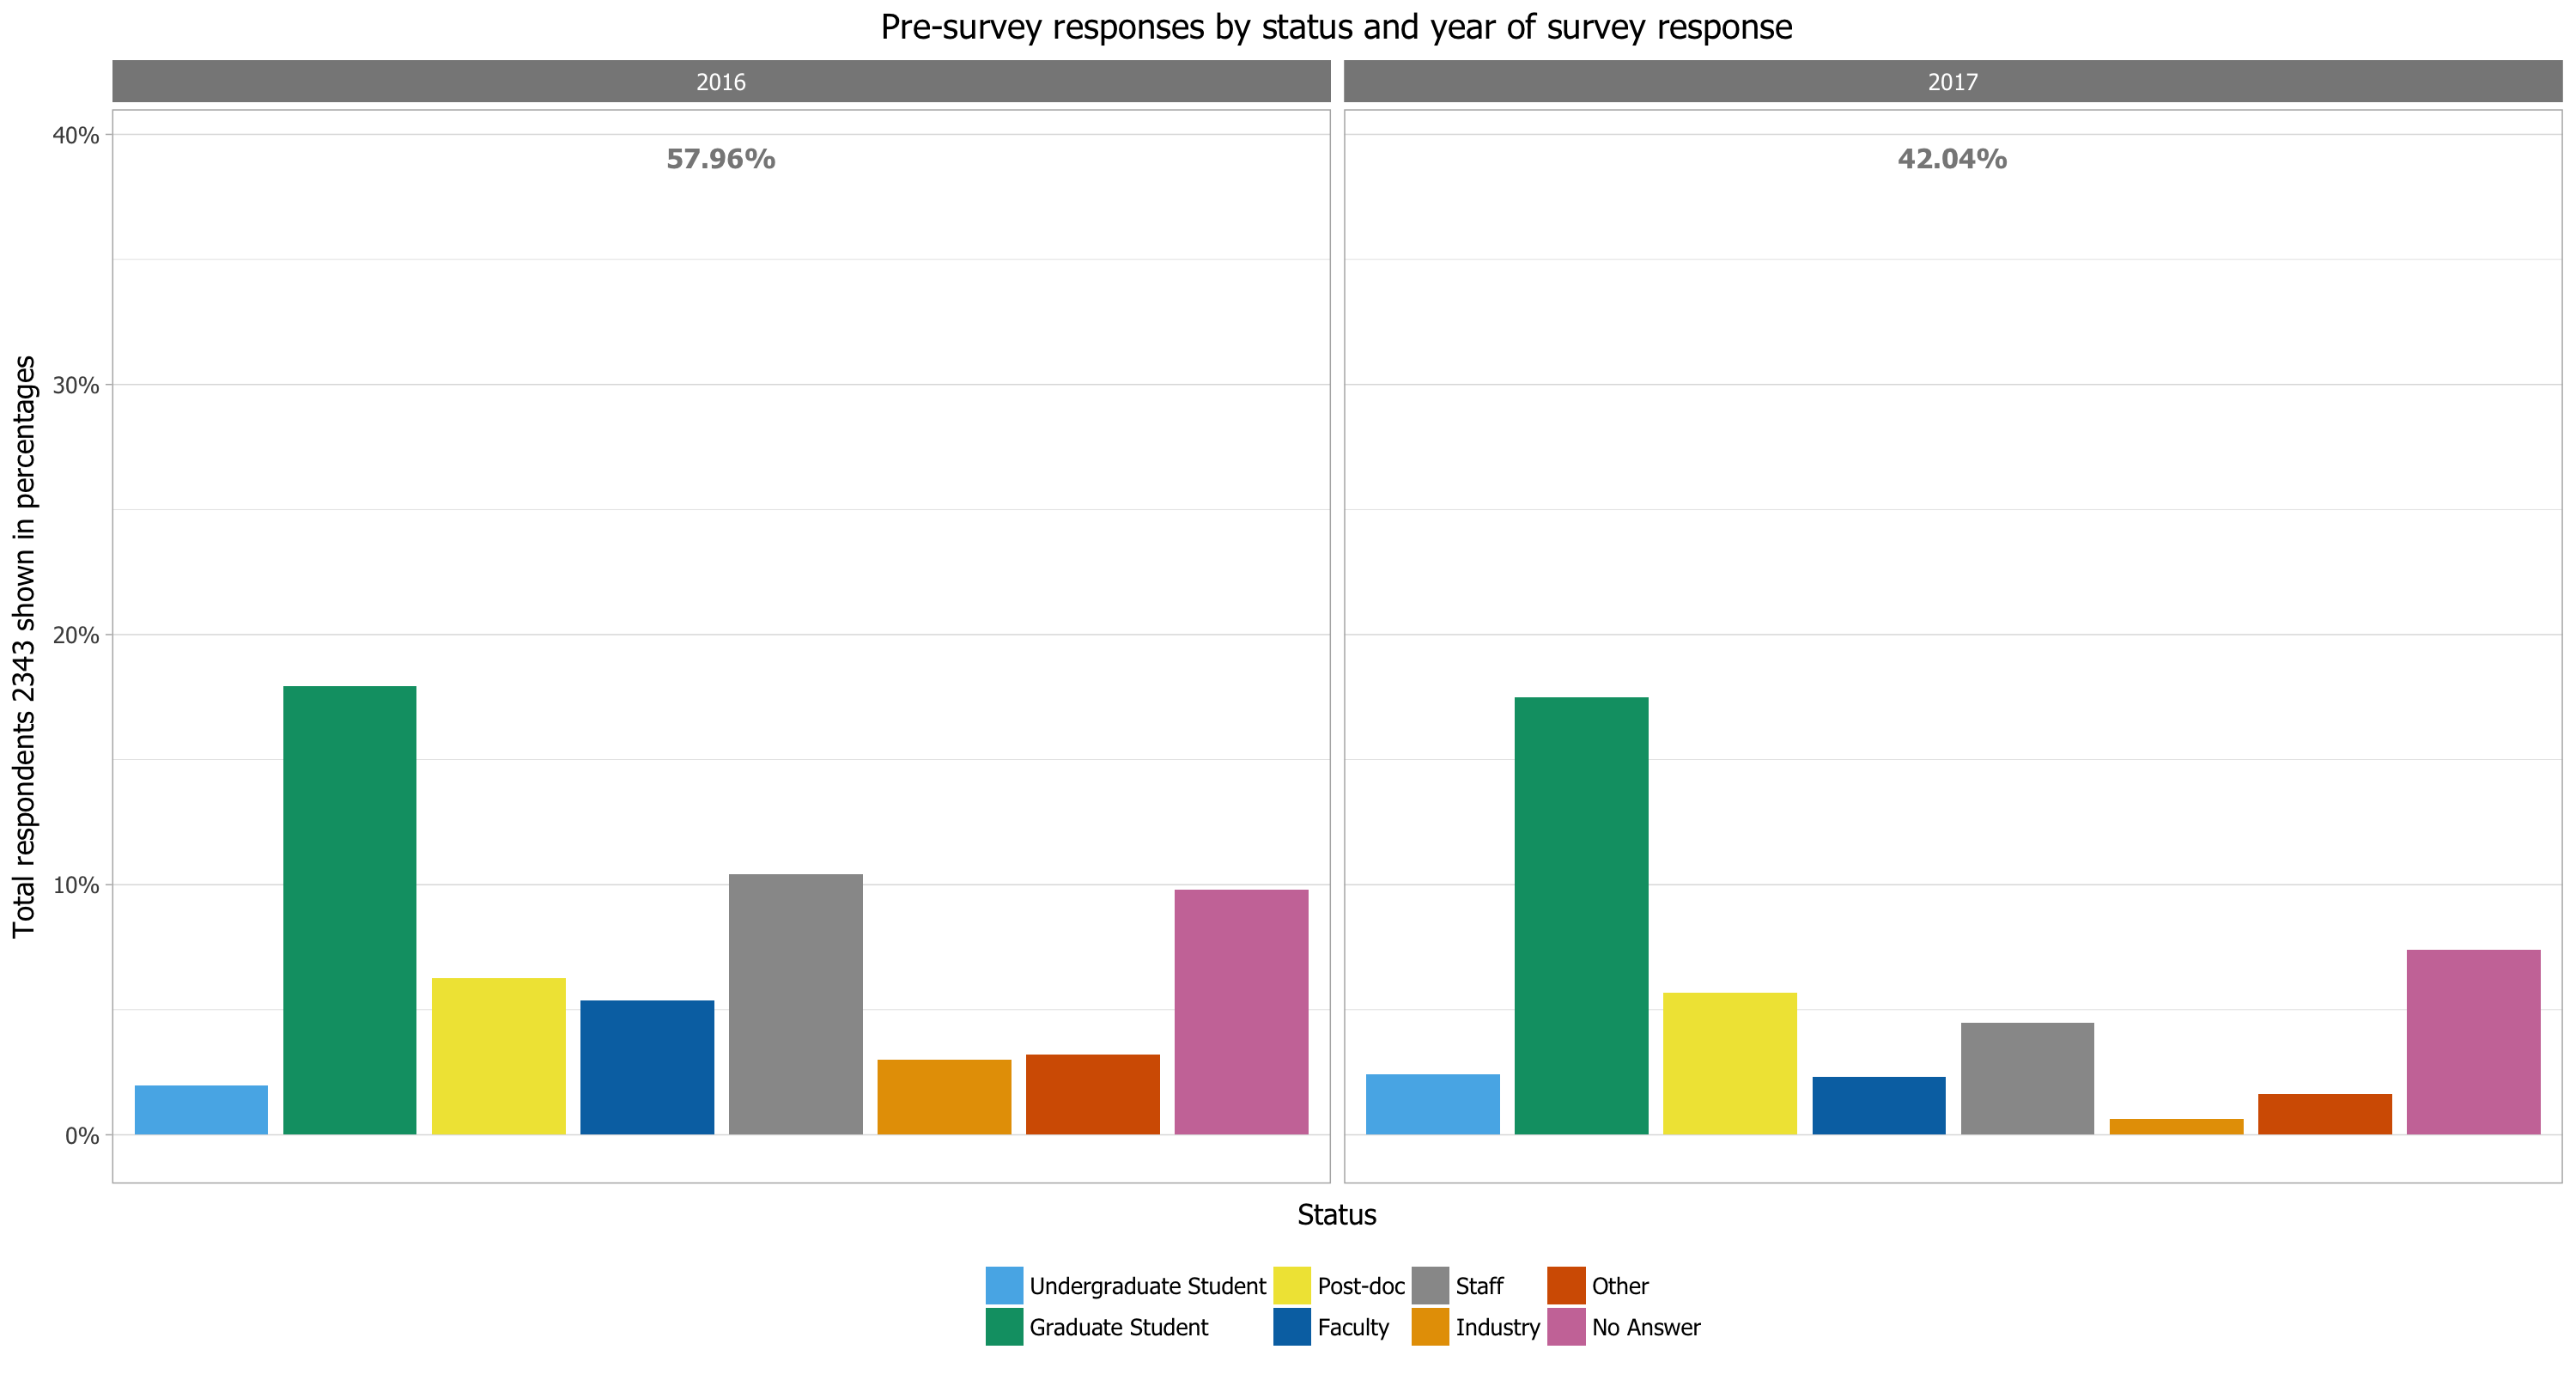 Pre-survey responses by status and year of survey response
2016
2017
57.96%
42.04%
40%
30%
20%
10%
0%
Total respondents 2343 shown in percentages
Status
Undergraduate Student
Post-doc
Staff
Other
Graduate Student
Faculty
Industry
No Answer